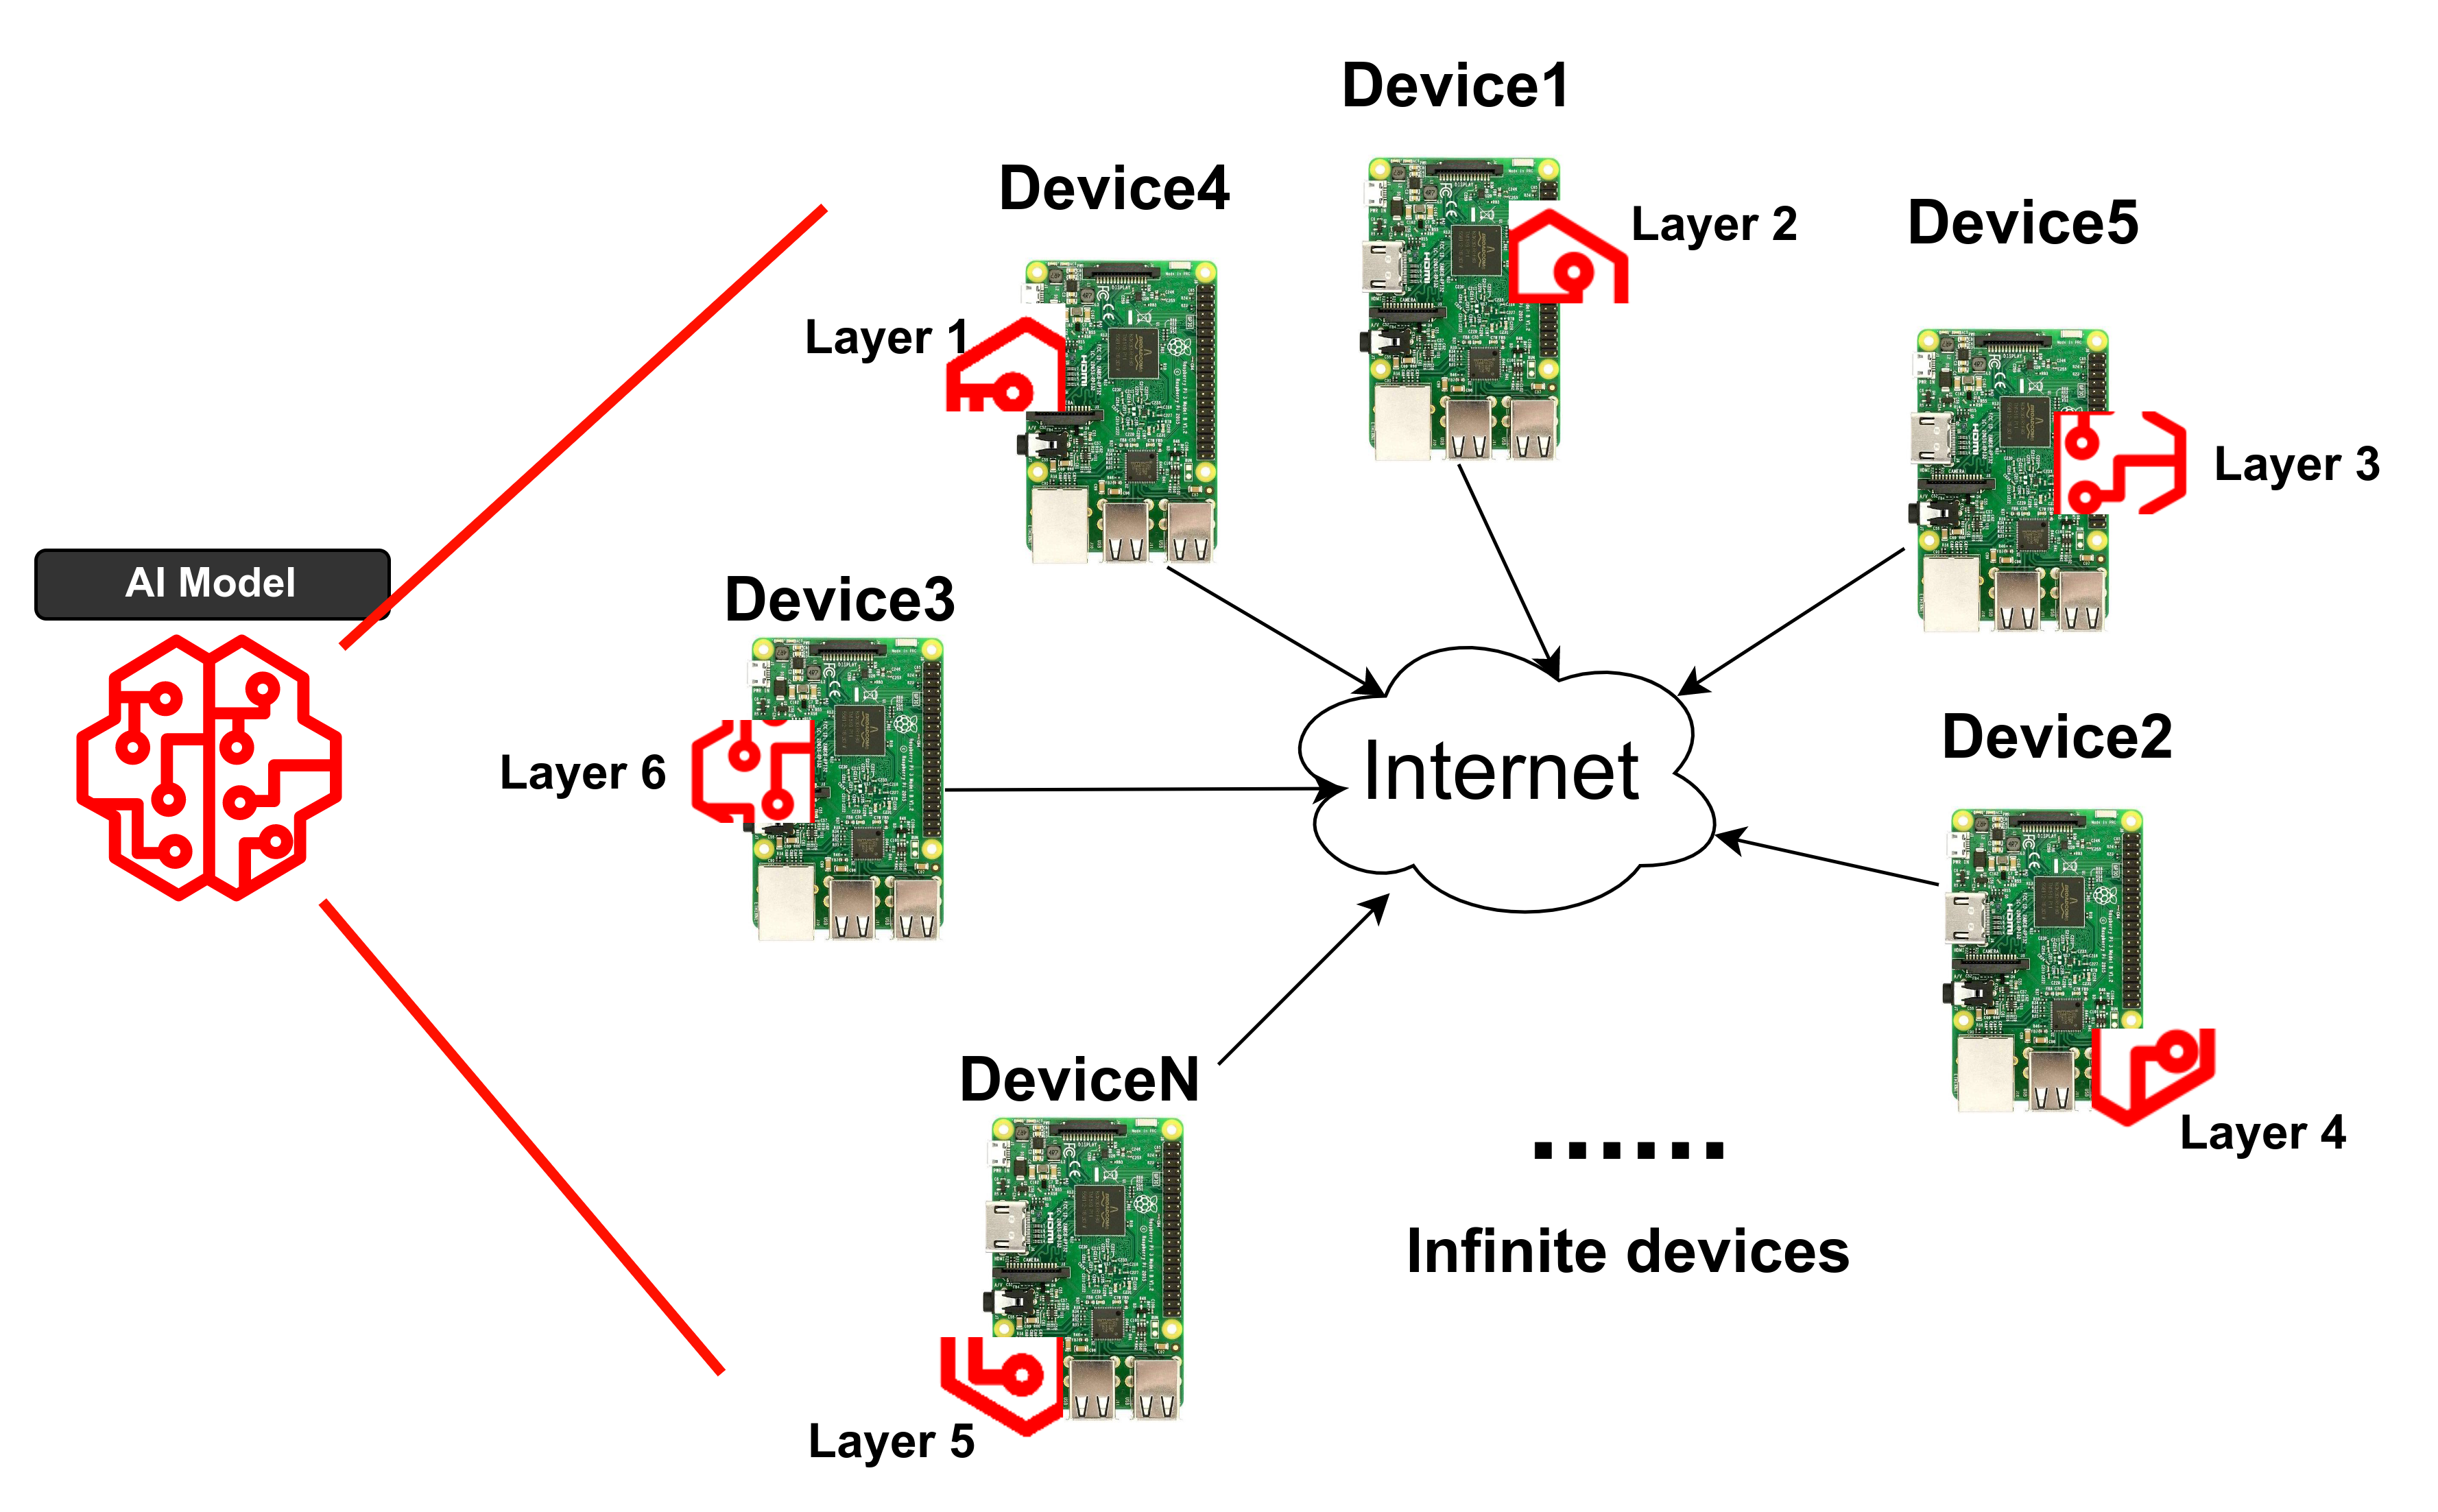 Device1
Device4
Device5
Layer 2
Layer 1
Layer 3
AI Model
Device3
Device2
Internet
Layer 6
DeviceN
Layer 4
......
Infinite devices
Layer 5